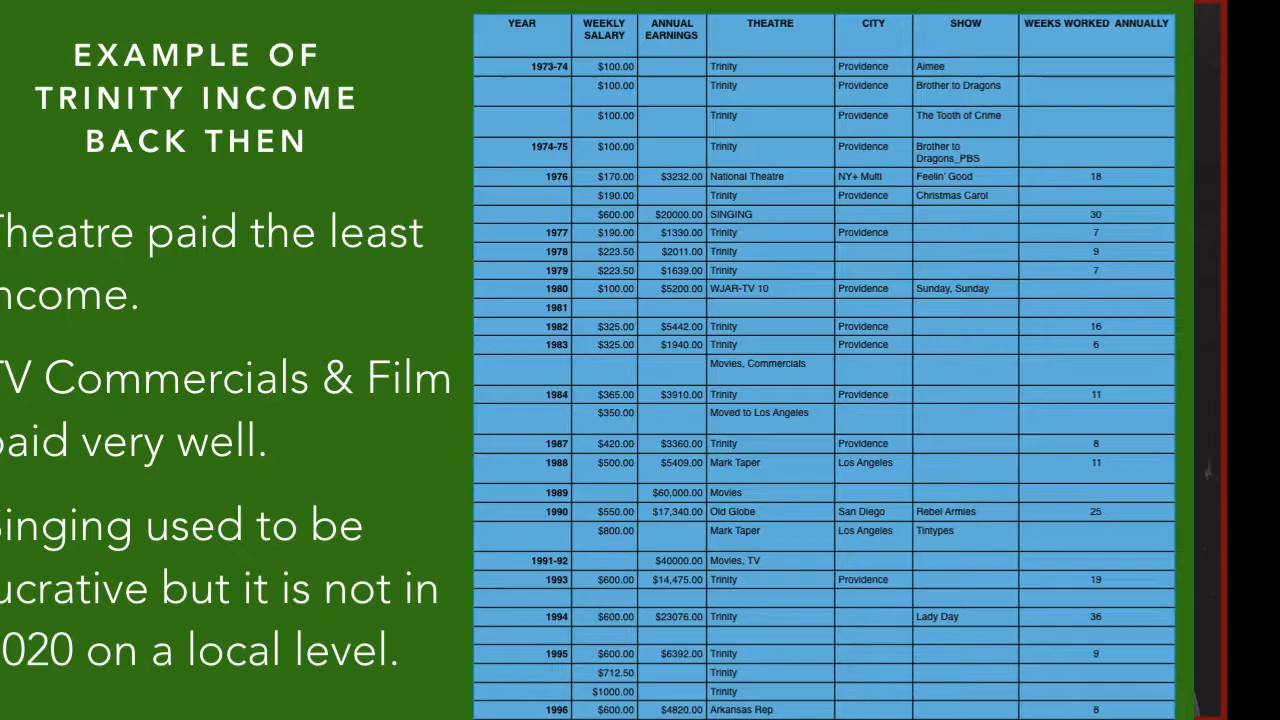 EXAMPLE OF
TRINITY INCOME
BACK THEN
Theatre paid the least
ncome.
TV Commercials & Film
paid very well.
Singing used to be
ucrative but it is not in
020 on a local level.
YEAR WEEKLY SALARY ANNUAL EARNINGS THEATRE CITY SHOW WEEKS WORKED ANNUALLY
1973-74 $100.00 Trinity Providence Aimee
$100.00 Trinity Providence Brother to Dragons
$100.00 Trinity Providence The Tooth of Crime
1974-75 $100.00 Trinity Providence Brother to Dragons_PBS
1976 $170.00 $3232.00 National Theatre NY+ Multi Feelin' Good 18
$190.00 Trinity Providence Christmas Carol
$600.00 $20000.00 SINGING 30
1977 $190.00 $1330.00 Trinity Providence 7
1978 $223.50 $2011.00 Trinity 9
1979 $223.50 $1639.00 Trinity 7
1980 $100.00 $5200.00 WJAR-TV 10 Providence Sunday, Sunday
1981
1982 $325.00 $5442.00 Trinity Providence 16
1983 $325.00 $1940.00 Trinity Providence 6
Movies, Commercials
1984 $365.00 $3910.00 Trinity Providence 11
$350.00 Moved to Los Angeles
1987 $420.00 $3360.00 Trinity Providence 8
1988 $500.00 $5409.00 Mark Taper Los Angeles 11
1989 $60,000.00 Movies
1990 $550.00 $17,340.00 Old Globe San Diego Rebel Armies 25
$800.00 Mark Taper Los Angeles Tintypes
1991-92 $40000.00 Movies, TV
1993 $600.00 $14,475.00 Trinity Providence 19
1994 $600.00 $23076.00 Trinity Lady Day 36
1995 $600.00 $6392.00 Trinity 9
$712.50 Trinity
$1000.00 Trinity
1996 $600.00 $4820.00 Arkansas Rep 8